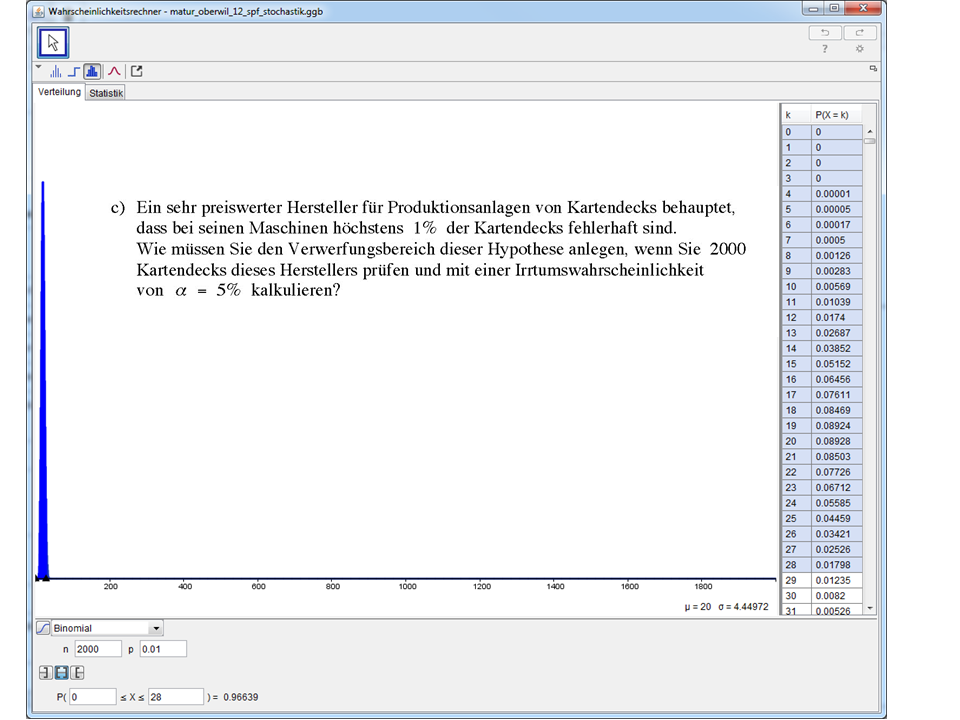 Wahrscheinlichkeitsrechner - matur_oberwil_12_spf_stochastik.ggb
?
Verteilung Statistik
c) Ein sehr preiswerter Hersteller für Produktionsanlagen von Kartendecks behauptet,
dass bei seinen Maschinen höchstens 1% der Kartendecks fehlerhaft sind.
Wie müssen Sie den Verwerfungsbereich dieser Hypothese anlegen, wenn Sie 2000
Kartendecks dieses Herstellers prüfen und mit einer Irrtumswahrscheinlichkeit
von α = 5% kalkulieren?
200 400 600 800 1000 1200 1400 1600 1800
μ = 20 σ = 4.44972
k P(X = k)
0 0
1 0
2 0
3 0
4 0.00001
5 0.00005
6 0.00017
7 0.0005
8 0.00126
9 0.00283
10 0.00569
11 0.01039
12 0.0174
13 0.02687
14 0.03852
15 0.05152
16 0.06456
17 0.07611
18 0.08469
19 0.08924
20 0.08928
21 0.08503
22 0.07726
23 0.06712
24 0.05585
25 0.04459
26 0.03421
27 0.02526
28 0.01798
29 0.01235
30 0.0082
31 0.00526
Binomial
n 2000 p 0.01
P( 0 ≤ X ≤ 28 ) = 0.96639